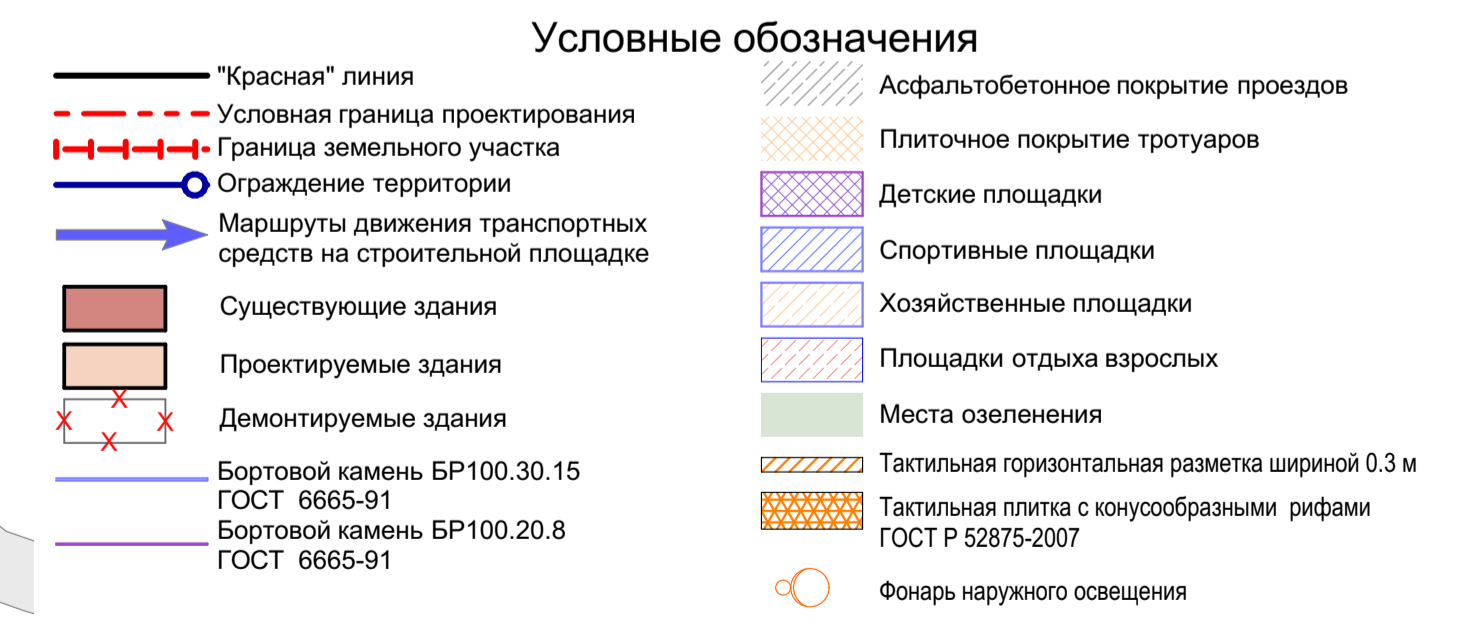 Условные обозначения
"Красная" линия
Условная граница проектирования
Граница земельного участка
Ограждение территории
Маршруты движения транспортных
средств на строительной площадке
Существующие здания
Проектируемые здания
Демонтируемые здания
Бортовой камень БР100.30.15
ГОСТ 6665-91
Бортовой камень БР100.20.8
ГОСТ 6665-91
Асфальтобетонное покрытие проездов
Плиточное покрытие тротуаров
Детские площадки
Спортивные площадки
Хозяйственные площадки
Площадки отдыха взрослых
Места озеленения
Тактильная горизонтальная разметка шириной 0.3 м
Тактильная плитка с конусообразными рифами
ГОСТ Р 52875-2007
Фонарь наружного освещения